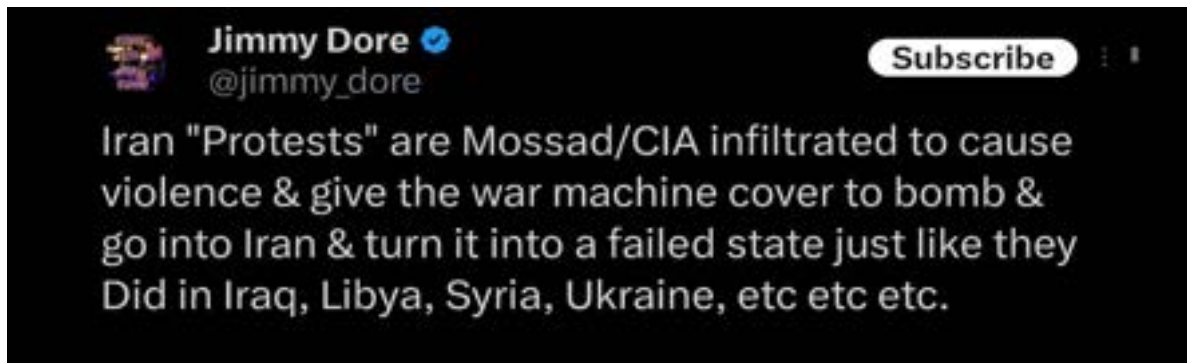 Jimmy Dore
@jimmy_dore
Subscribe
Iran "Protests" are Mossad/CIA infiltrated to cause
violence & give the war machine cover to bomb &
go into Iran & turn it into a failed state just like they
Did in Iraq, Libya, Syria, Ukraine, etc etc etc.